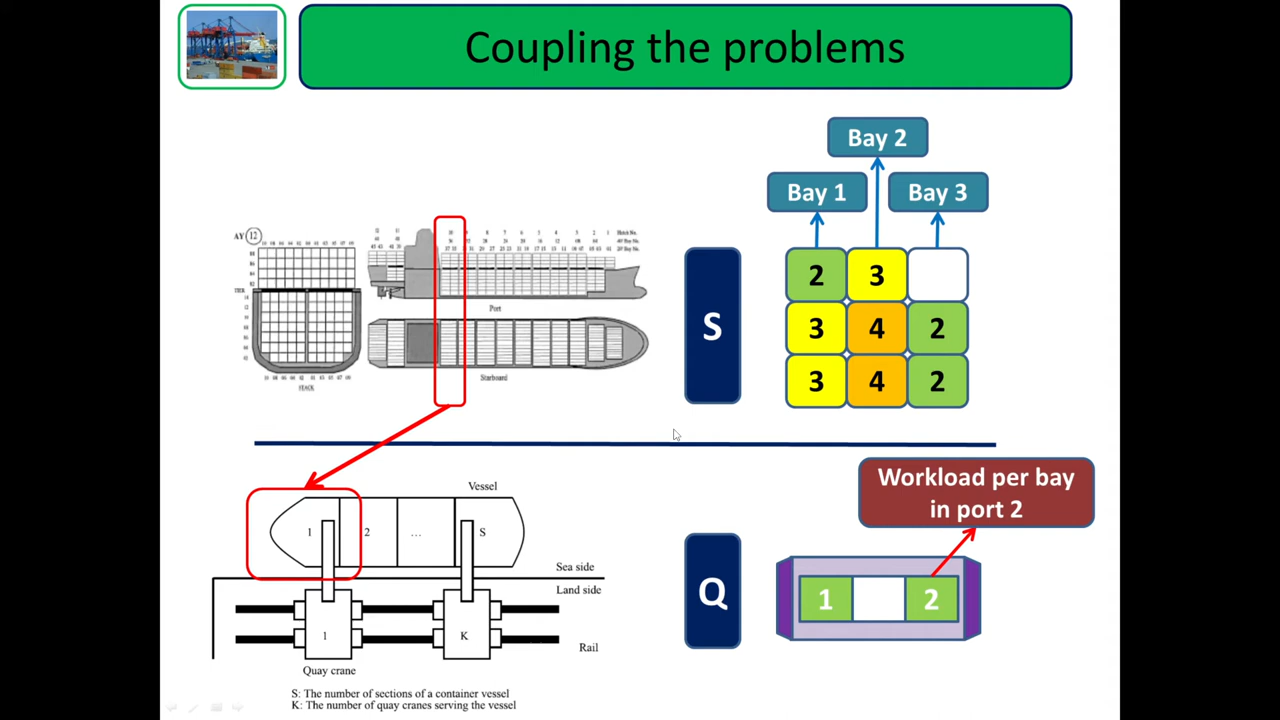 Coupling the problems
Bay 2
Bay 1
Bay 3
AY 12
Port
Starboard
S
2 3
3 4 2
3 4 2
Vessel
1 2 ... S
Sea side
Land side
1 K
Rail
Quay crane
S: The number of sections of a container vessel
K: The number of quay cranes serving the vessel
Workload per bay
in port 2
Q
1 2